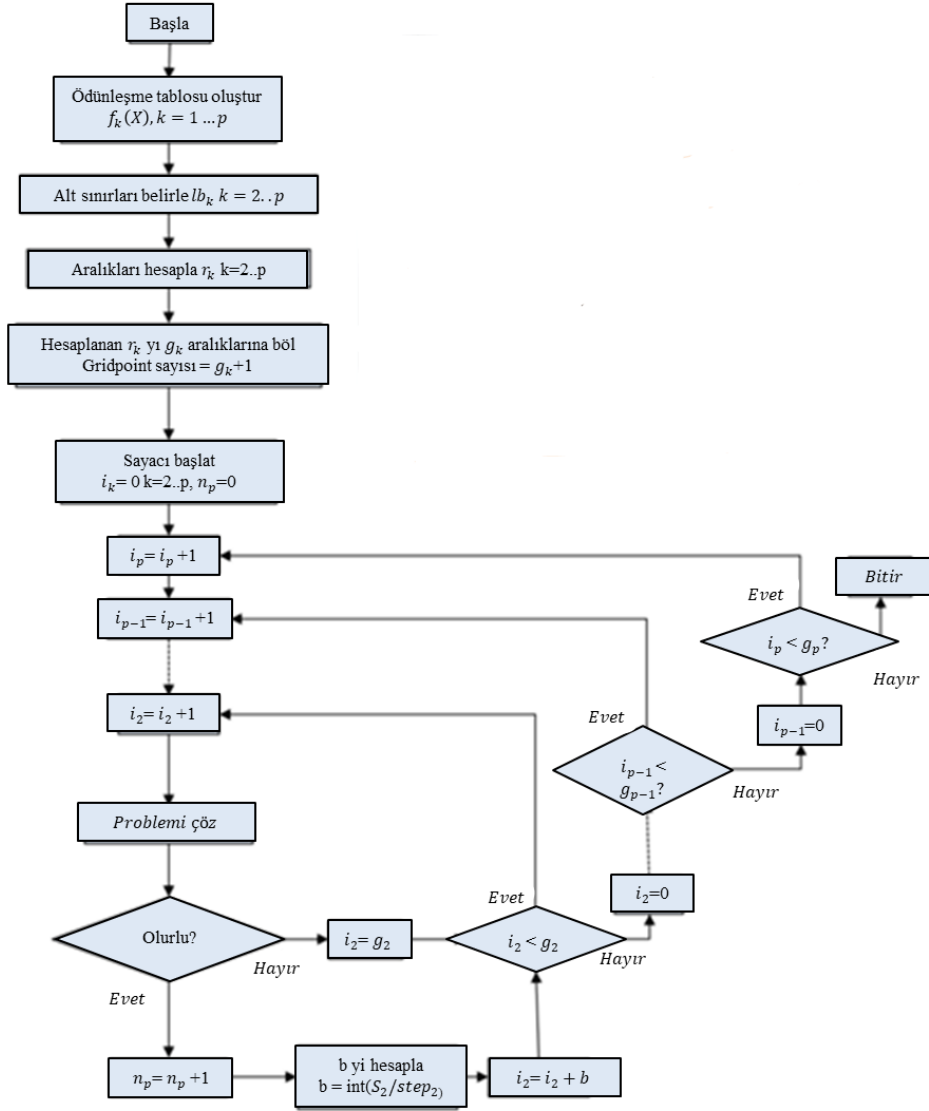 Başla
Ödünleşme tablosu oluştur
f_k(X), k = 1 … p
Alt sınırları belirle lb_k k = 2. . p
Aralıkları hesapla r_k k=2..p
Hesaplanan r_k yı g_k aralıklarına böl
Gridpoint sayısı = g_k+1
Sayacı başlat
i_k= 0 k=2..p, n_p=0
i_p= i_p +1
i_{p−1}= i_{p−1} +1
i_2= i_2 +1
Problemi çöz
Olurlu?
Hayır
Evet
i_2= g_2
n_p= n_p +1
b yi hesapla
b = int(S_2/step_2)
i_2= i_2 + b
Evet
i_2 < g_2
Hayır
i_2=0
Evet
i_{p−1} <
g_{p−1}?
Hayır
i_{p−1}=0
Evet
i_p < g_p?
Hayır
Bitir